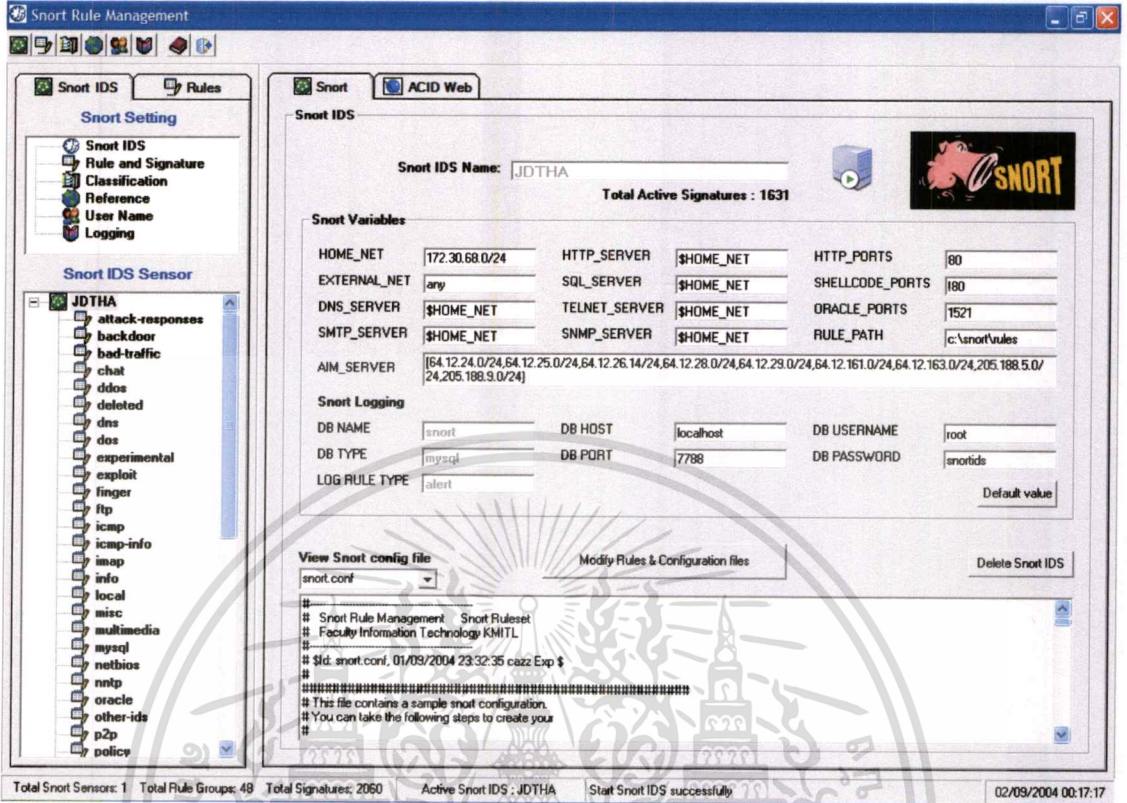 Snort Rule Management
Snort IDS
Rules
Snort Setting
Snort IDS
Rule and Signature
Classification
Reference
User Name
Logging
Snort IDS Sensor
JDTHA
attack-responses
backdoor
bad-traffic
chat
ddos
deleted
dns
dos
experimental
exploit
finger
ftp
icmp
icmp-info
imap
info
local
misc
multimedia
mysql
netbios
nntp
oracle
other-ids
p2p
policy
Snort
ACID Web
Snort IDS
Snort IDS Name: JDTHA
SNORT
Total Active Signatures : 1631
Snort Variables
HOME_NET 172.30.68.0/24 HTTP_SERVER $HOME_NET HTTP_PORTS 80
EXTERNAL_NET any SQL_SERVER $HOME_NET SHELLCODE_PORTS !80
DNS_SERVER $HOME_NET TELNET_SERVER $HOME_NET ORACLE_PORTS 1521
SMTP_SERVER $HOME_NET SNMP_SERVER $HOME_NET RULE_PATH c:\snort\rules
AIM_SERVER [64.12.24.0/24,64.12.25.0/24,64.12.26.14/24,64.12.28.0/24,64.12.29.0/24,64.12.161.0/24,64.12.163.0/24,205.188.5.0/
24,205.188.9.0/24]
Snort Logging
DB NAME snort DB HOST localhost DB USERNAME root
DB TYPE mysql DB PORT 7788 DB PASSWORD snortids
LOG RULE TYPE alert
Default value
View Snort config file
Modify Rules & Configuration files
Delete Snort IDS
snort.conf
#--------------------------------------------------
# Snort Rule Management Snort Ruleset
# Faculty Information Technology KMITL
#--------------------------------------------------
# $Id: snort.conf, 01/09/2004 23:32:35 cazz Exp $
#
###################################################
# This file contains a sample snort configuration.
# You can take the following steps to create your
#
Total Snort Sensors: 1 Total Rule Groups: 48 Total Signatures: 2060 Active Snort IDS : JDTHA Start Snort IDS successfully 02/09/2004 00:17:17